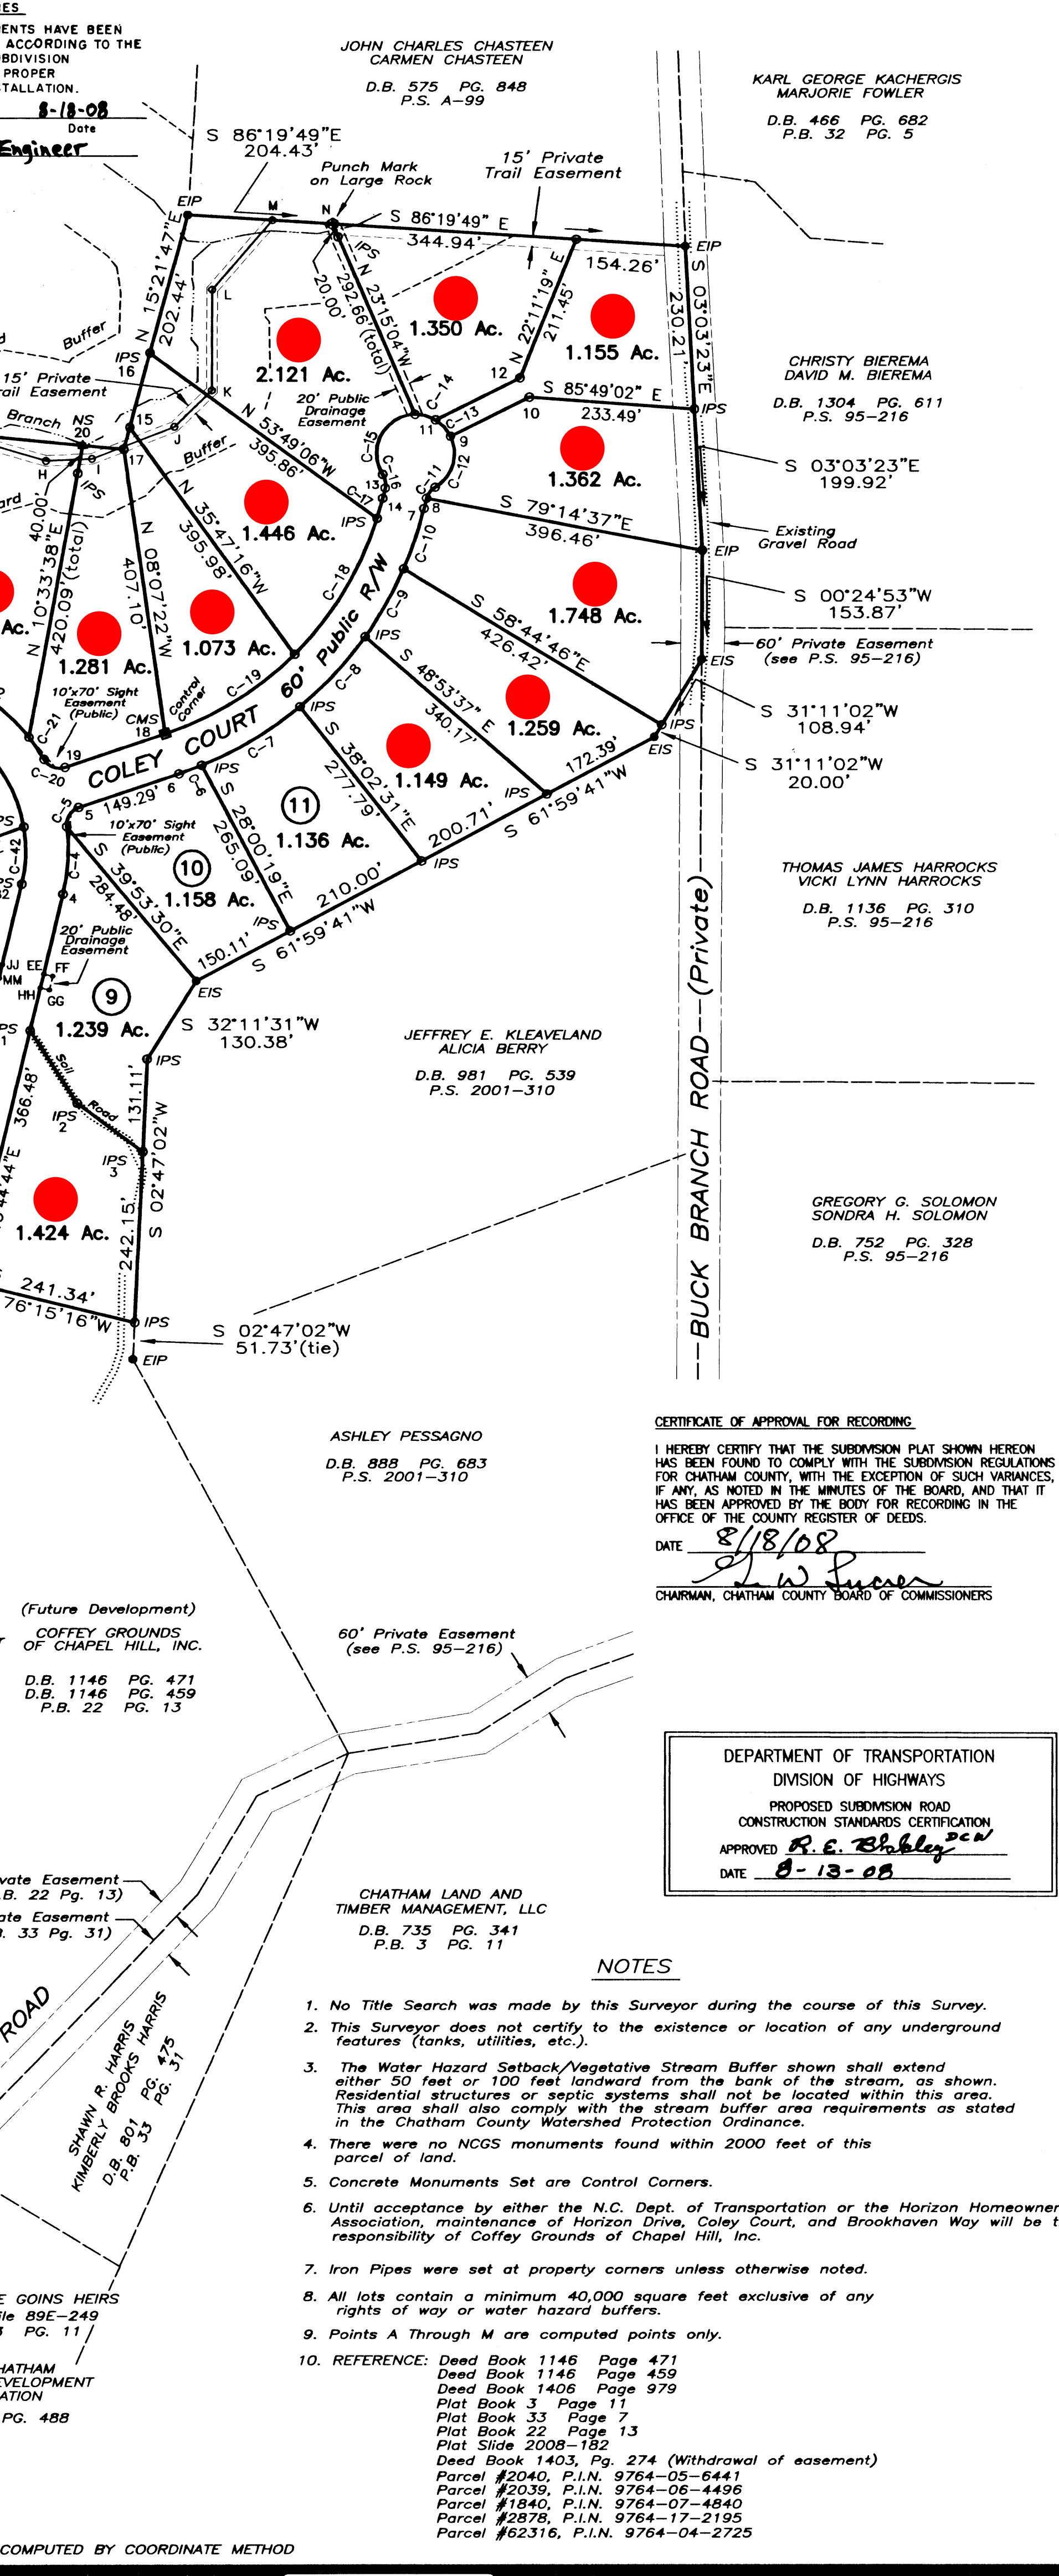 ES
ENTS HAVE BEEN
ACCORDING TO THE
BDIVISION
PROPER
TALLATION.
8-18-08
Date
Engineer
JOHN CHARLES CHASTEEN
CARMEN CHASTEEN
D.B. 575 PG. 848
P.S. A-99
KARL GEORGE KACHERGIS
MARJORIE FOWLER
D.B. 466 PG. 682
P.B. 32 PG. 5
S 86°19'49"E
204.43'
Punch Mark
on Large Rock
15' Private
Trail Easement
EIP
M
N
S 86°19'49" E
344.94'
154.26'
EIP
IPS
20.00'
N 23°15'04"W
292.66'(total)
N 15°21'47"E
202.44'
L
1.350 Ac.
N 22°11'19" E
211.45'
1.155 Ac.
230.21'
S 03°03'23"E
Buffer
IPS
16
15' Private
rail Easement
2.121 Ac.
20' Public
Drainage
Easement
K
12
C-14
C-13
11
S 85°49'02" E
233.49'
10
IPS
CHRISTY BIEREMA
DAVID M. BIEREMA
D.B. 1304 PG. 611
P.S. 95-216
Branch
NS
20
15
J
Buffer
H
I
17
IPS
N 53°49'06"W
395.86'
C-15
9
C-12
C-16
13
C-11
14
8
7
C-17
IPS
1.362 Ac.
S 03°03'23"E
199.92'
ard
40.00'
N 10°33'38"E
420.09'(total)
N 08°07'22"W
407.10'
N 35°47'16"W
395.98'
1.446 Ac.
S 79°14'37"E
396.46'
Existing
Gravel Road
EIP
C-10
C-18
60' Public R/W
C-9
1.748 Ac.
S 00°24'53"W
153.87'
Ac.
1.281 Ac.
1.073 Ac.
S 58°44'46"E
426.42'
60' Private Easement
(see P.S. 95-216)
IPS
EIS
10'x70' Sight
Easement
(Public)
Control
Corner
CMS
18
C-19
C-8
S 48°53'37" E
340.17'
1.259 Ac.
S 31°11'02"W
108.94'
IPS
EIS
C-21
19
C-20
COLEY COURT
C-7
IPS
S 38°02'31"E
277.79'
1.149 Ac.
172.39'
S 31°11'02"W
20.00'
149.29'
6
C-6
IPS
C-5
5
11
1.136 Ac.
IPS
200.71'
S 61°59'41"W
PS
10'x70' Sight
Easement
(Public)
C-42
C-4
S 39°53'30"E
284.48'
10
1.158 Ac.
S 28°00'19"E
265.09'
IPS
THOMAS JAMES HARROCKS
VICKI LYNN HARROCKS
D.B. 1136 PG. 310
P.S. 95-216
PS
32
4
210.00'
S 61°59'41"W
IPS
20' Public
Drainage
Easement
150.11'
JJ
EE
FF
MM
HH
GG
EIS
9
1.239 Ac.
S 32°11'31"W
130.38'
PS
1
JEFFREY E. KLEAVELAND
ALICIA BERRY
D.B. 981 PG. 539
P.S. 2001-310
IPS
131.11'
Soil
Road
366.48'
IPS
2
IPS
3
S 02°47'02"W
44'44"E
BUCK BRANCH ROAD (Private)
GREGORY G. SOLOMON
SONDRA H. SOLOMON
D.B. 752 PG. 328
P.S. 95-216
1.424 Ac.
242.15'
241.34'
76°15'16"W
IPS
S 02°47'02"W
51.73'(tie)
EIP
ASHLEY PESSAGNO
D.B. 888 PG. 683
P.S. 2001-310
CERTIFICATE OF APPROVAL FOR RECORDING
I HEREBY CERTIFY THAT THE SUBDIVISION PLAT SHOWN HEREON
HAS BEEN FOUND TO COMPLY WITH THE SUBDIVISION REGULATIONS
FOR CHATHAM COUNTY, WITH THE EXCEPTION OF SUCH VARIANCES,
IF ANY, AS NOTED IN THE MINUTES OF THE BOARD, AND THAT IT
HAS BEEN APPROVED BY THE BODY FOR RECORDING IN THE
OFFICE OF THE COUNTY REGISTER OF DEEDS.
DATE 8/18/08
CHAIRMAN, CHATHAM COUNTY BOARD OF COMMISSIONERS
(Future Development)
COFFEY GROUNDS
OF CHAPEL HILL, INC.
D.B. 1146 PG. 471
D.B. 1146 PG. 459
P.B. 22 PG. 13
60' Private Easement
(see P.S. 95-216)
DEPARTMENT OF TRANSPORTATION
DIVISION OF HIGHWAYS
PROPOSED SUBDIVISION ROAD
CONSTRUCTION STANDARDS CERTIFICATION
APPROVED R. E. Blakley DCW
DATE 8-13-08
vate Easement
.B. 22 Pg. 13)
ate Easement
. 33 Pg. 31)
ROAD
CHATHAM LAND AND
TIMBER MANAGEMENT, LLC
D.B. 735 PG. 341
P.B. 3 PG. 11
SHAWN R. HARRIS
KIMBERLY BROOKS HARRIS
D.B. 801 PG. 475
P.B. 33 PG. 31
NOTES
1. No Title Search was made by this Surveyor during the course of this Survey.
2. This Surveyor does not certify to the existence or location of any underground
features (tanks, utilities, etc.).
3. The Water Hazard Setback/Vegetative Stream Buffer shown shall extend
either 50 feet or 100 feet landward from the bank of the stream, as shown.
Residential structures or septic systems shall not be located within this area.
This area shall also comply with the stream buffer area requirements as stated
in the Chatham County Watershed Protection Ordinance.
4. There were no NCGS monuments found within 2000 feet of this
parcel of land.
5. Concrete Monuments Set are Control Corners.
6. Until acceptance by either the N.C. Dept. of Transportation or the Horizon Homeowner
Association, maintenance of Horizon Drive, Coley Court, and Brookhaven Way will be t
responsibility of Coffey Grounds of Chapel Hill, Inc.
7. Iron Pipes were set at property corners unless otherwise noted.
8. All lots contain a minimum 40,000 square feet exclusive of any
rights of way or water hazard buffers.
9. Points A Through M are computed points only.
10. REFERENCE: Deed Book 1146 Page 471
Deed Book 1146 Page 459
Deed Book 1406 Page 979
Plat Book 3 Page 11
Plat Book 33 Page 7
Plat Book 22 Page 13
Plat Slide 2008-182
Deed Book 1403, Pg. 274 (Withdrawal of easement)
Parcel #2040, P.I.N. 9764-05-6441
Parcel #2039, P.I.N. 9764-06-4496
Parcel #1840, P.I.N. 9764-07-4840
Parcel #2878, P.I.N. 9764-17-2195
Parcel #62316, P.I.N. 9764-04-2725
E GOINS HEIRS
ile 89E-249
PG. 11
HATHAM
EVELOPMENT
ATION
PG. 488
COMPUTED BY COORDINATE METHOD